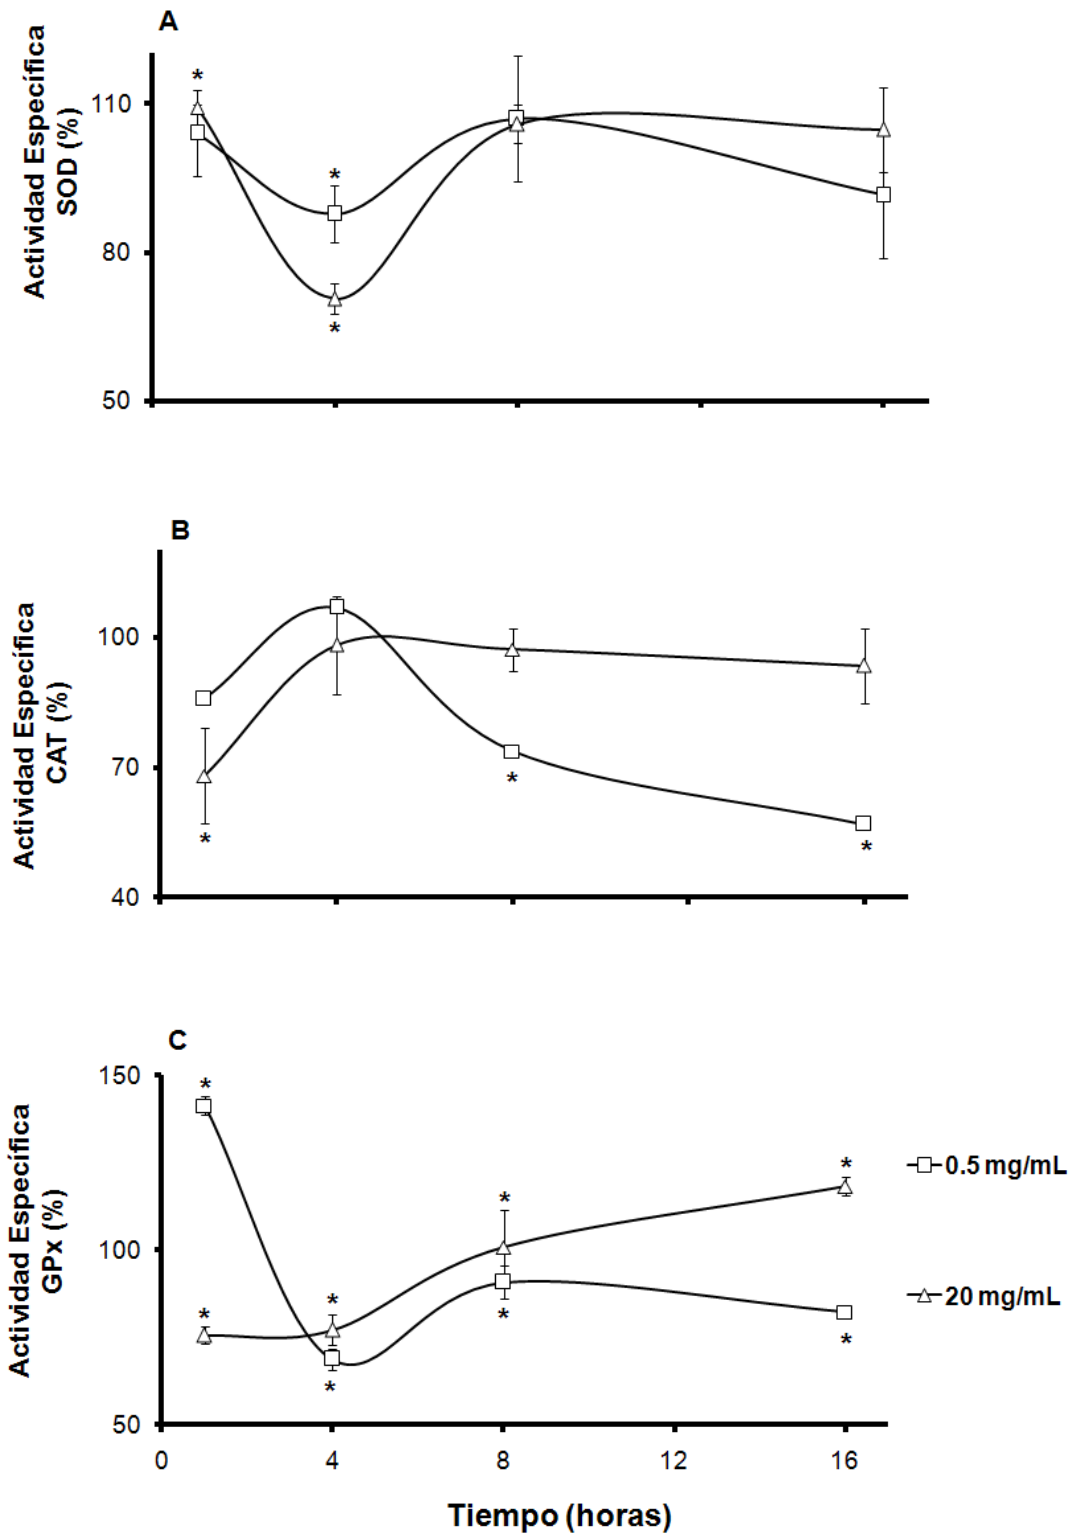 A
Actividad Específica
SOD (%)
110
80
50
*
*
*
B
Actividad Específica
CAT (%)
100
70
40
*
*
*
C
Actividad Específica
GPx (%)
150
100
50
*
*
*
*
*
*
*
*
0.5 mg/mL
20 mg/mL
0 4 8 12 16
Tiempo (horas)